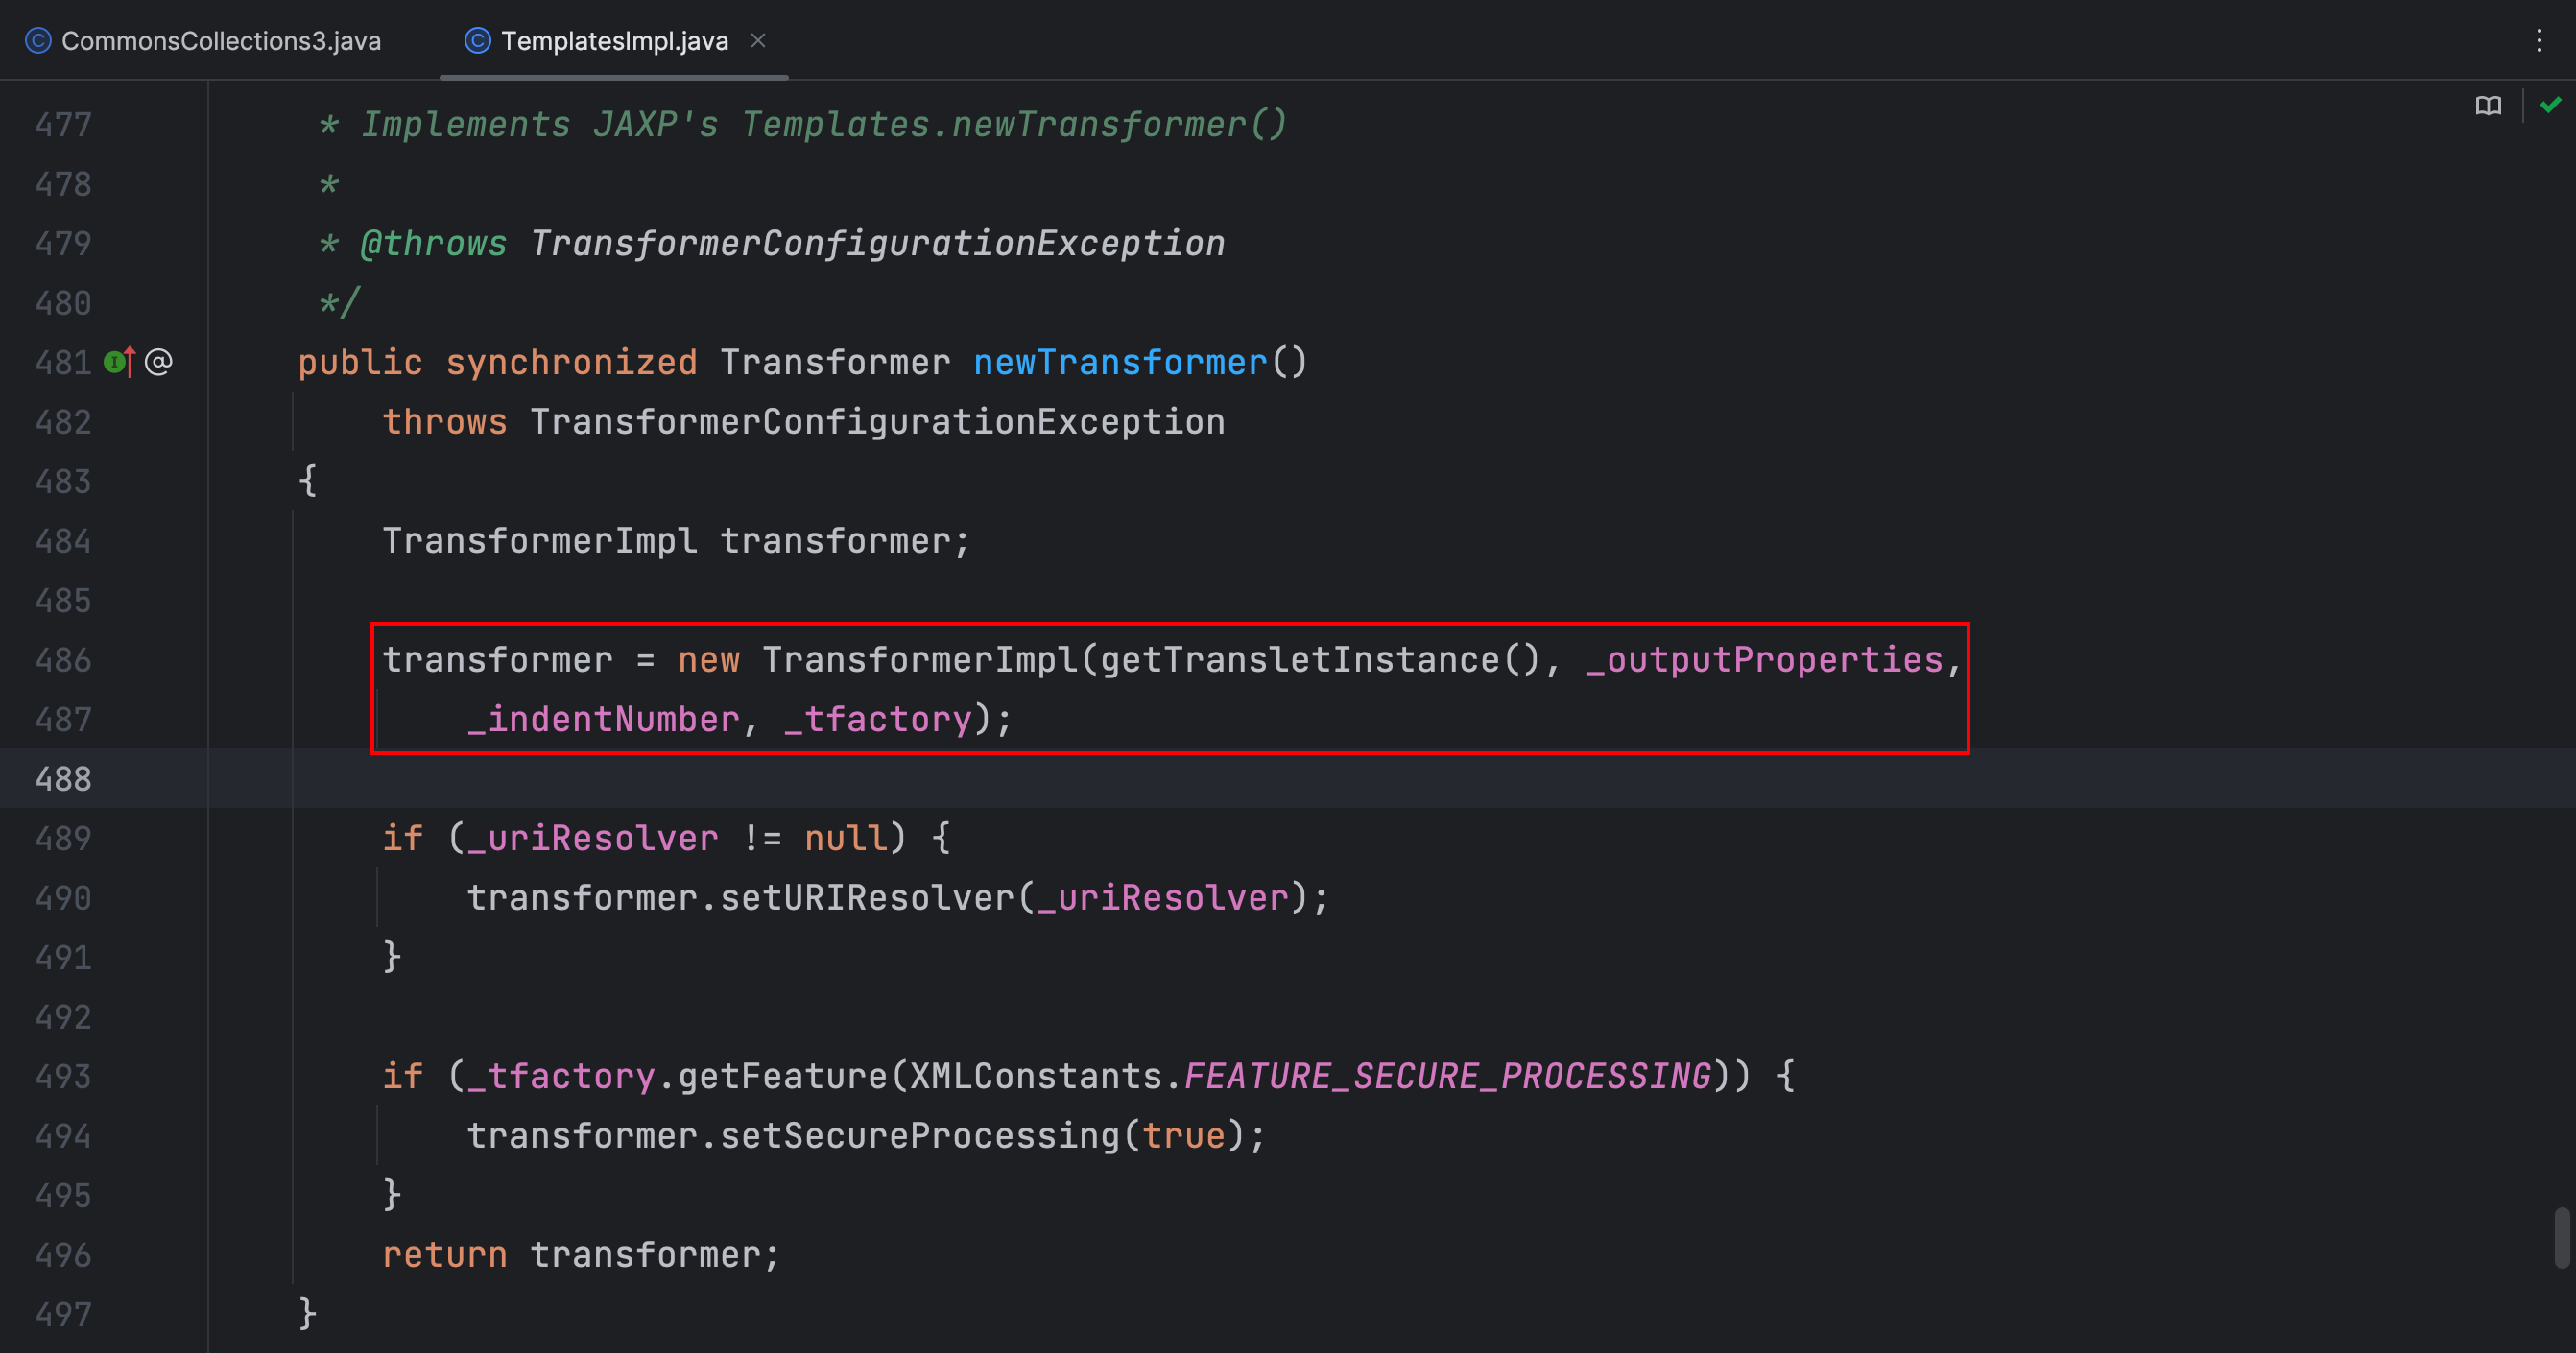 CommonsCollections3.java TemplatesImpl.java
477 * Implements JAXP's Templates.newTransformer()
478 *
479 * @throws TransformerConfigurationException
480 */
481 public synchronized Transformer newTransformer()
482 throws TransformerConfigurationException
483 {
484 TransformerImpl transformer;
485
486 transformer = new TransformerImpl(getTransletInstance(), _outputProperties,
487 _indentNumber, _tfactory);
488
489 if (_uriResolver != null) {
490 transformer.setURIResolver(_uriResolver);
491 }
492
493 if (_tfactory.getFeature(XMLConstants.FEATURE_SECURE_PROCESSING)) {
494 transformer.setSecureProcessing(true);
495 }
496 return transformer;
497 }